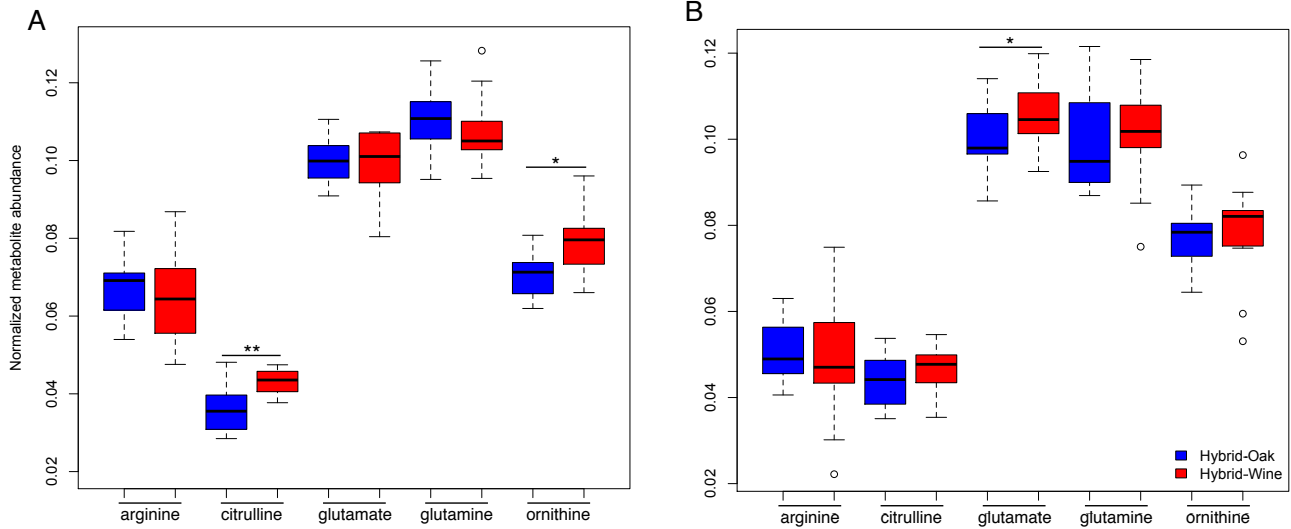 A
Normalized metabolite abundance
0.12
0.10
0.08
0.06
0.04
0.02
*
**
arginine citrulline glutamate glutamine ornithine
B
0.12
0.10
0.08
0.06
0.04
0.02
*
Hybrid-Oak
Hybrid-Wine
arginine citrulline glutamate glutamine ornithine